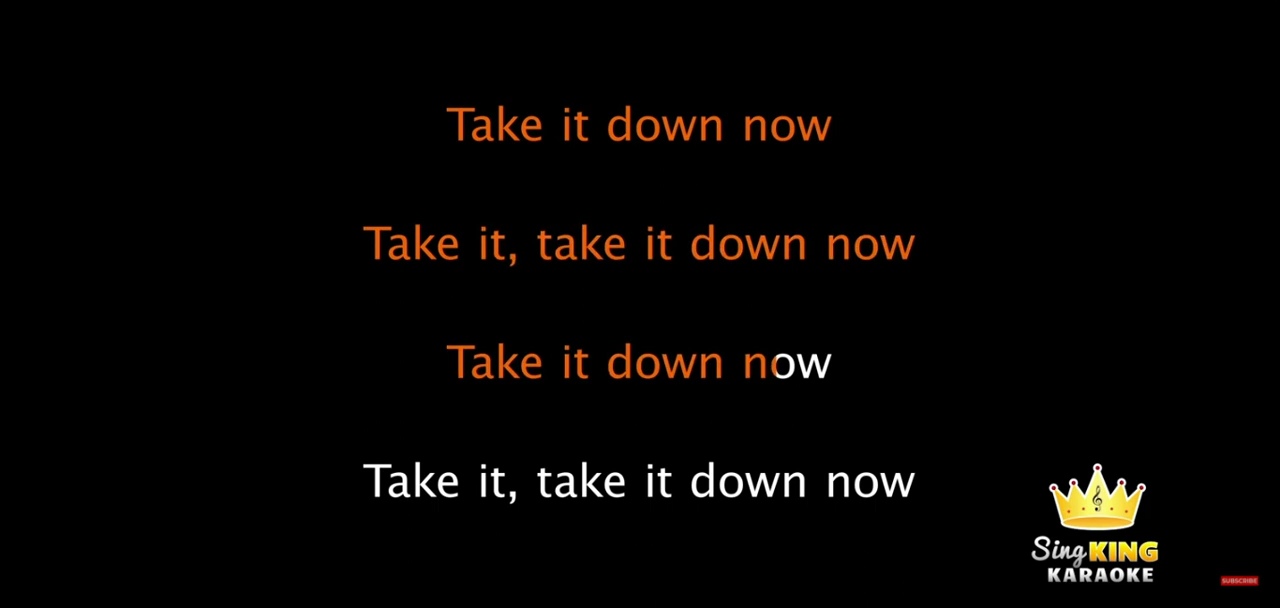 Take it down now
Take it, take it down now
Take it down now
Take it, take it down now
Sing KING
KARAOKE
SUBSCRIBE